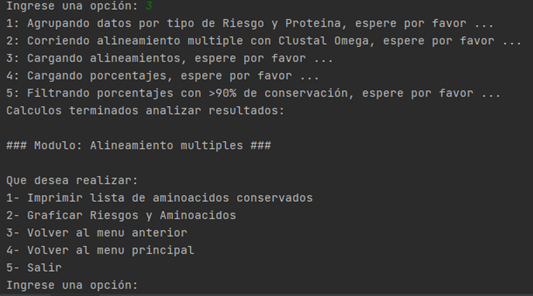 Ingrese una opción: 3
1: Agrupando datos por tipo de Riesgo y Proteina, espere por favor ...
2: Corriendo alineamiento multiple con Clustal Omega, espere por favor ...
3: Cargando alineamientos, espere por favor ...
4: Cargando porcentajes, espere por favor ...
5: Filtrando porcentajes con >90% de conservación, espere por favor ...
Calculos terminados analizar resultados:
### Modulo: Alineamiento multiples ###
Que desea realizar:
1- Imprimir lista de aminoacidos conservados
2- Graficar Riesgos y Aminoacidos
3- Volver al menu anterior
4- Volver al menu principal
5- Salir
Ingrese una opción: